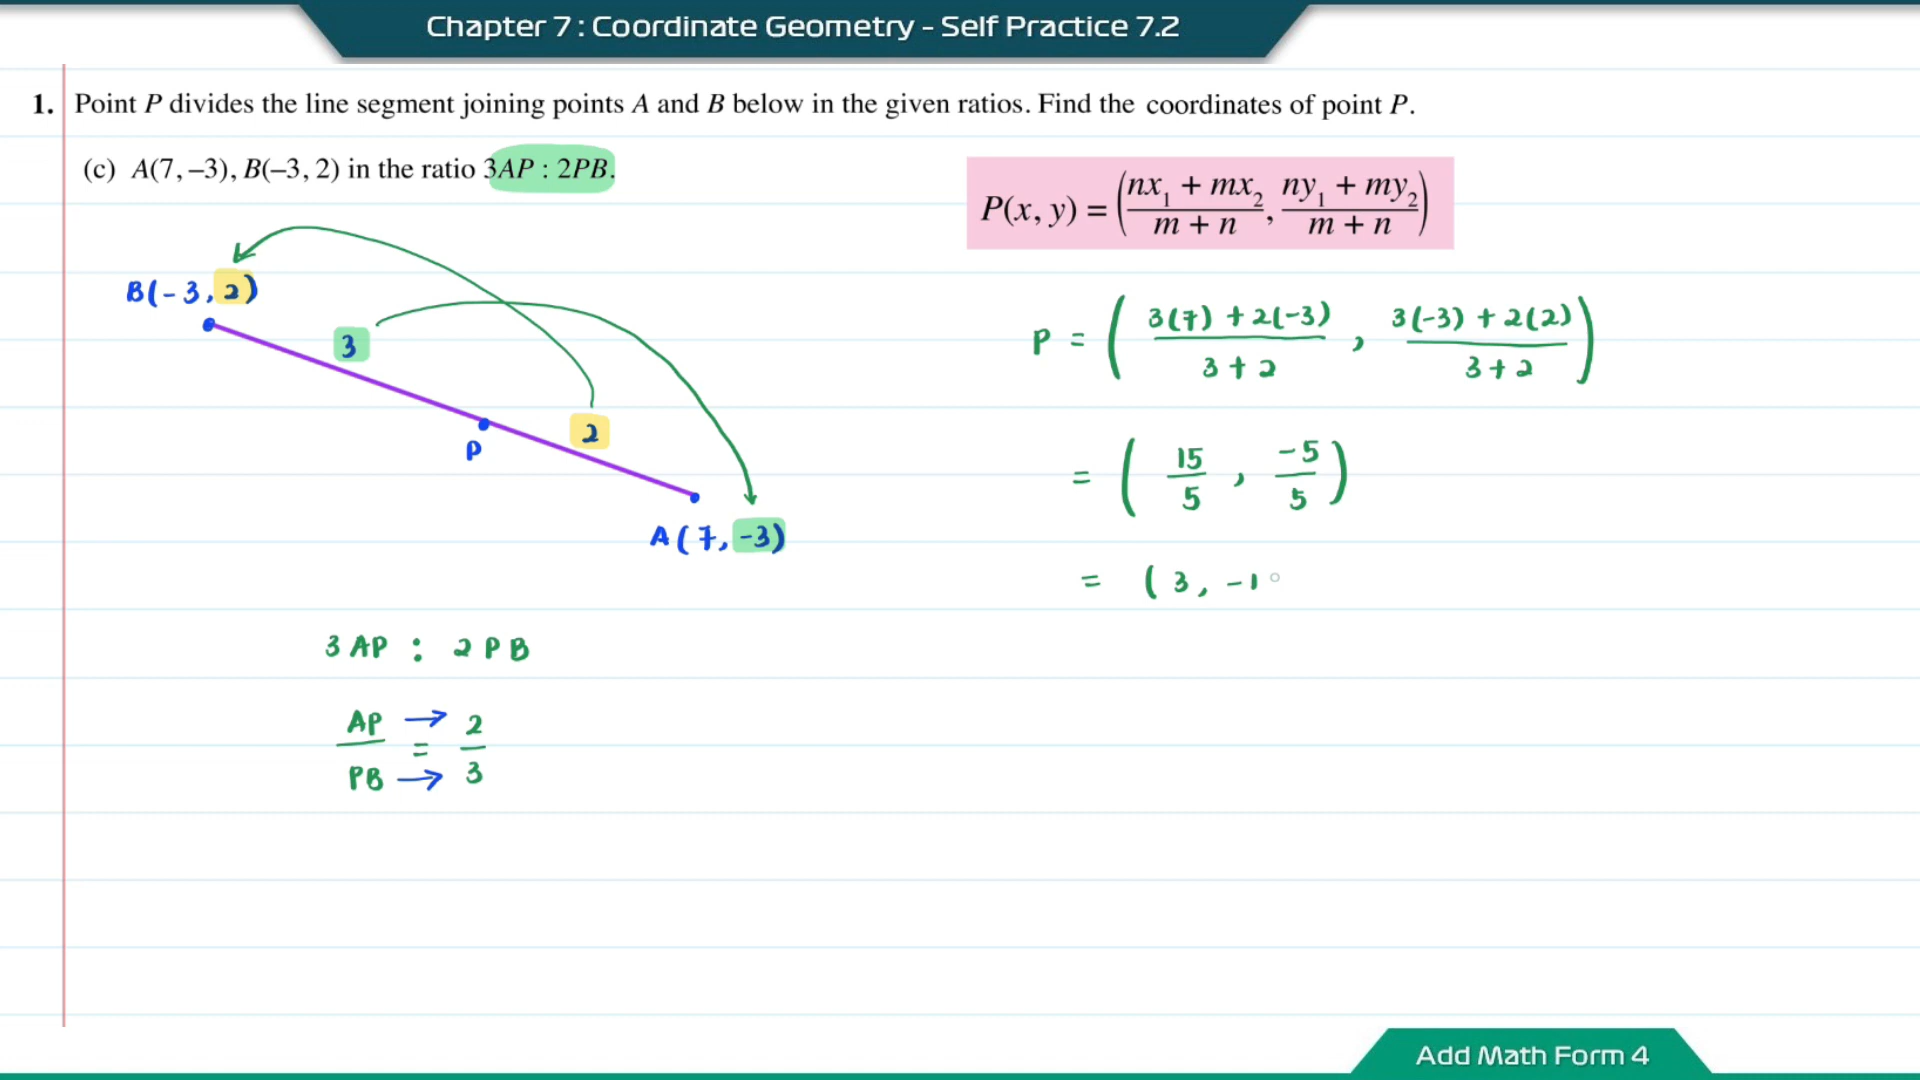 Chapter 7 : Coordinate Geometry - Self Practice 7.2
1. Point P divides the line segment joining points A and B below in the given ratios. Find the coordinates of point P.
(c) A(7, –3), B(–3, 2) in the ratio 3AP : 2PB.
P(x, y) = (nx₁ + mx₂ / m + n , ny₁ + my₂ / m + n)
B(-3, 2)
3
P
2
A(7, -3)
P = ( 3(7) + 2(-3) / 3 + 2 , 3(-3) + 2(2) / 3 + 2 )
= ( 15 / 5 , -5 / 5 )
= ( 3, -1
3 AP : 2 PB
AP → 2
=
PB → 3
Add Math Form 4